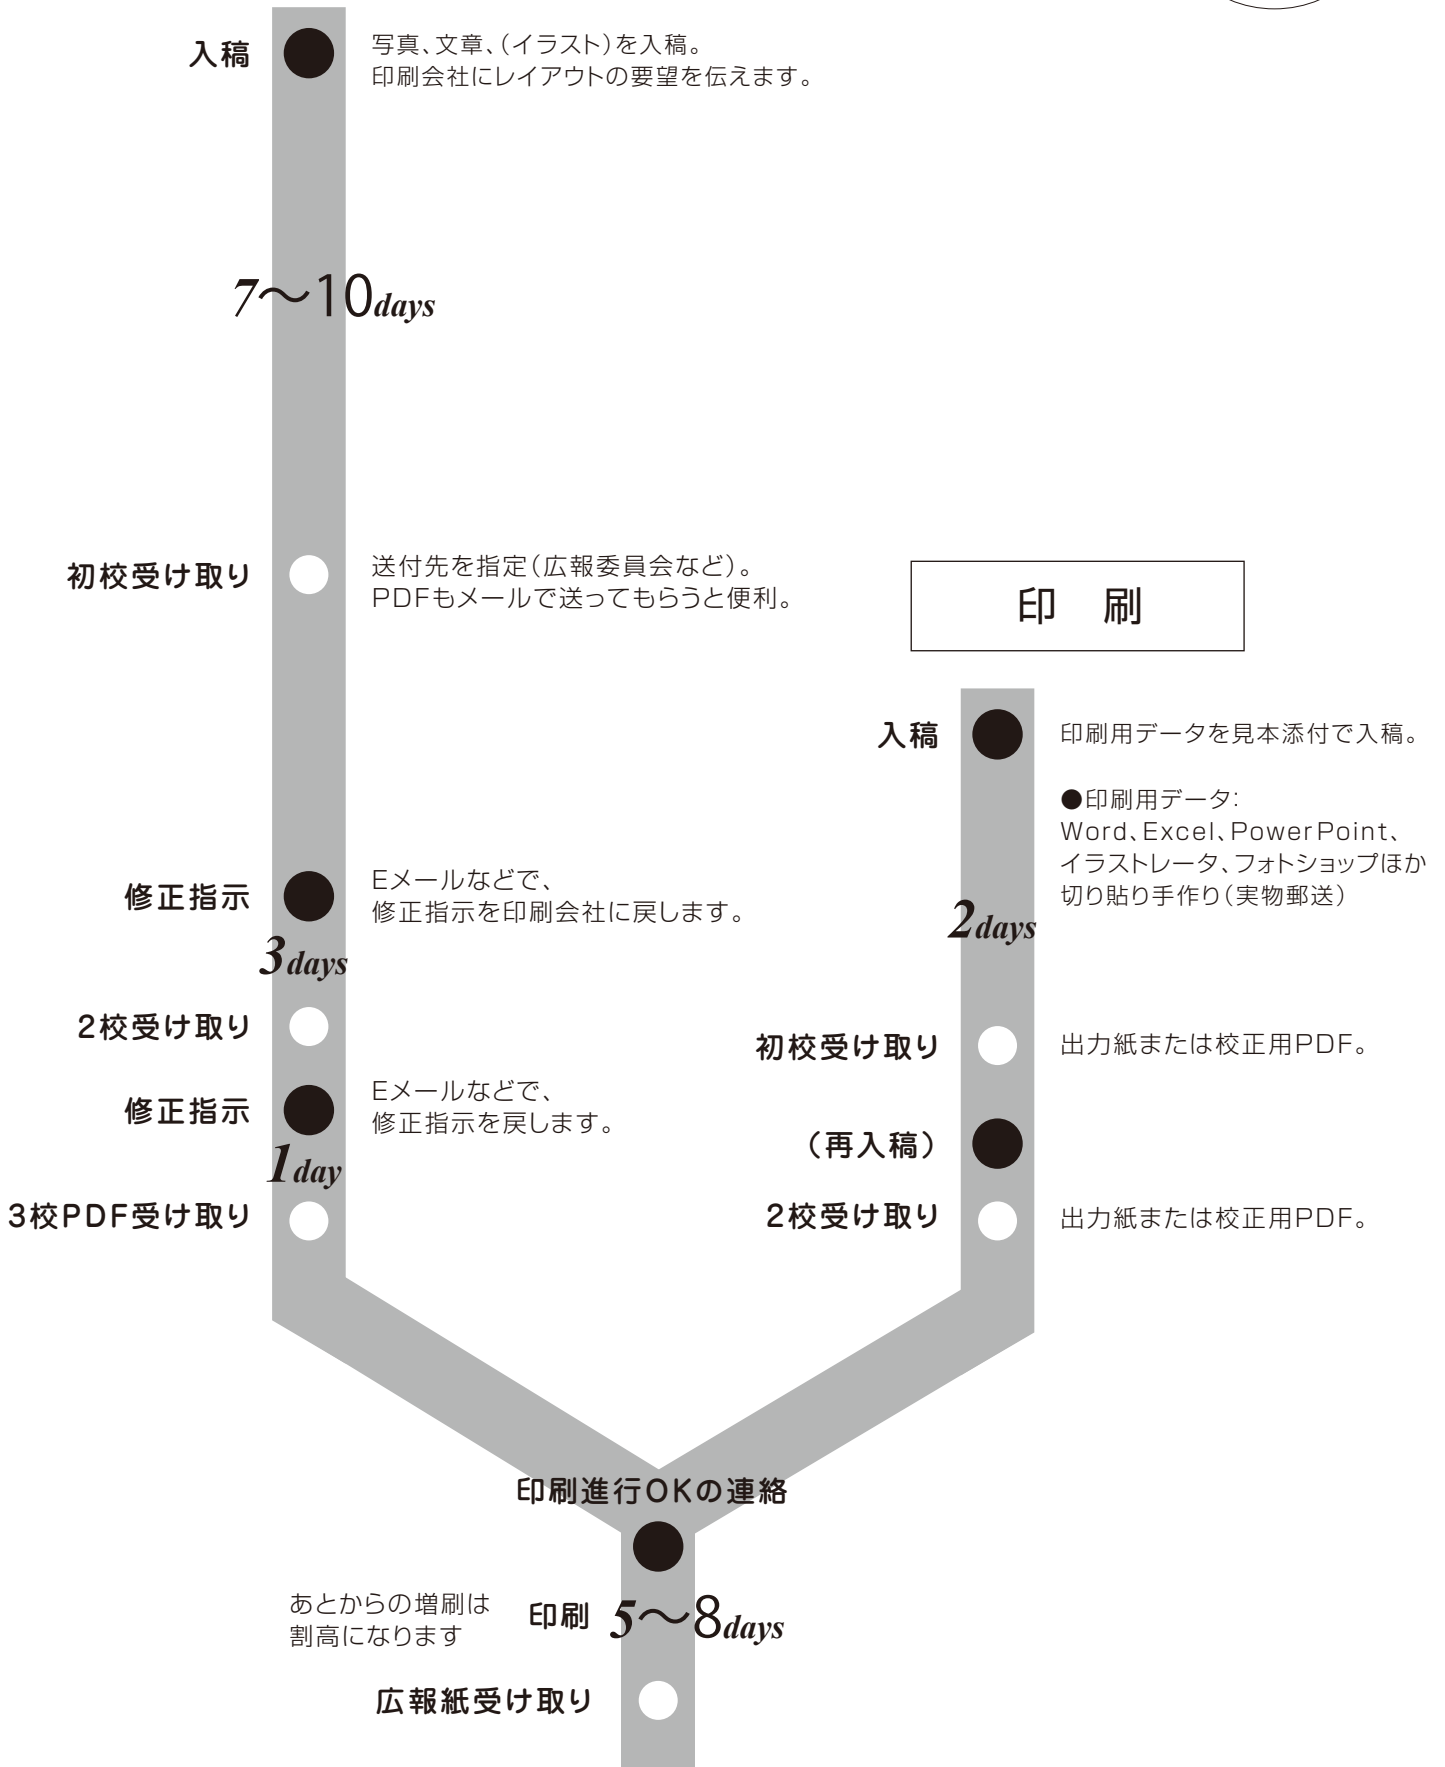 入稿
写真、文章、（イラスト）を入稿。
印刷会社にレイアウトの要望を伝えます。
7〜10days
初校受け取り
送付先を指定（広報委員会など）。
PDFもメールで送ってもらうと便利。
修正指示
Eメールなどで、
修正指示を印刷会社に戻します。
3days
2校受け取り
修正指示
Eメールなどで、
修正指示を戻します。
1day
3校PDF受け取り
印　刷
入稿
印刷用データを見本添付で入稿。
●印刷用データ：
Word、Excel、PowerPoint、
イラストレータ、フォトショップほか
切り貼り手作り（実物郵送）
2days
初校受け取り
出力紙または校正用PDF。
（再入稿）
2校受け取り
出力紙または校正用PDF。
印刷進行OKの連絡
あとからの増刷は
割高になります
印刷
5〜8days
広報紙受け取り